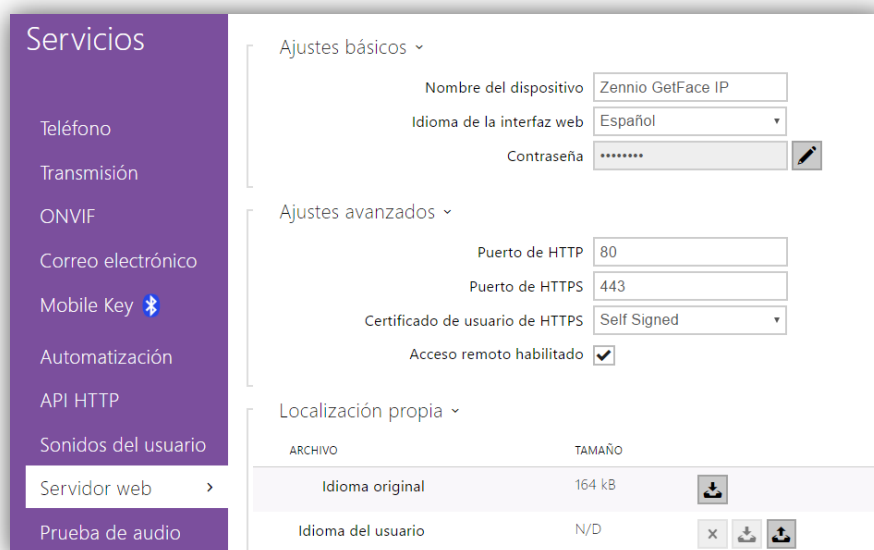 Servicios
Teléfono
Transmisión
ONVIF
Correo electrónico
Mobile Key
Automatización
API HTTP
Sonidos del usuario
Servidor web
Prueba de audio
Ajustes básicos
Nombre del dispositivo Zennio GetFace IP
Idioma de la interfaz web Español
Contraseña ••••••••
Ajustes avanzados
Puerto de HTTP 80
Puerto de HTTPS 443
Certificado de usuario de HTTPS Self Signed
Acceso remoto habilitado
Localización propia
ARCHIVO TAMAÑO
Idioma original 164 kB
Idioma del usuario N/D